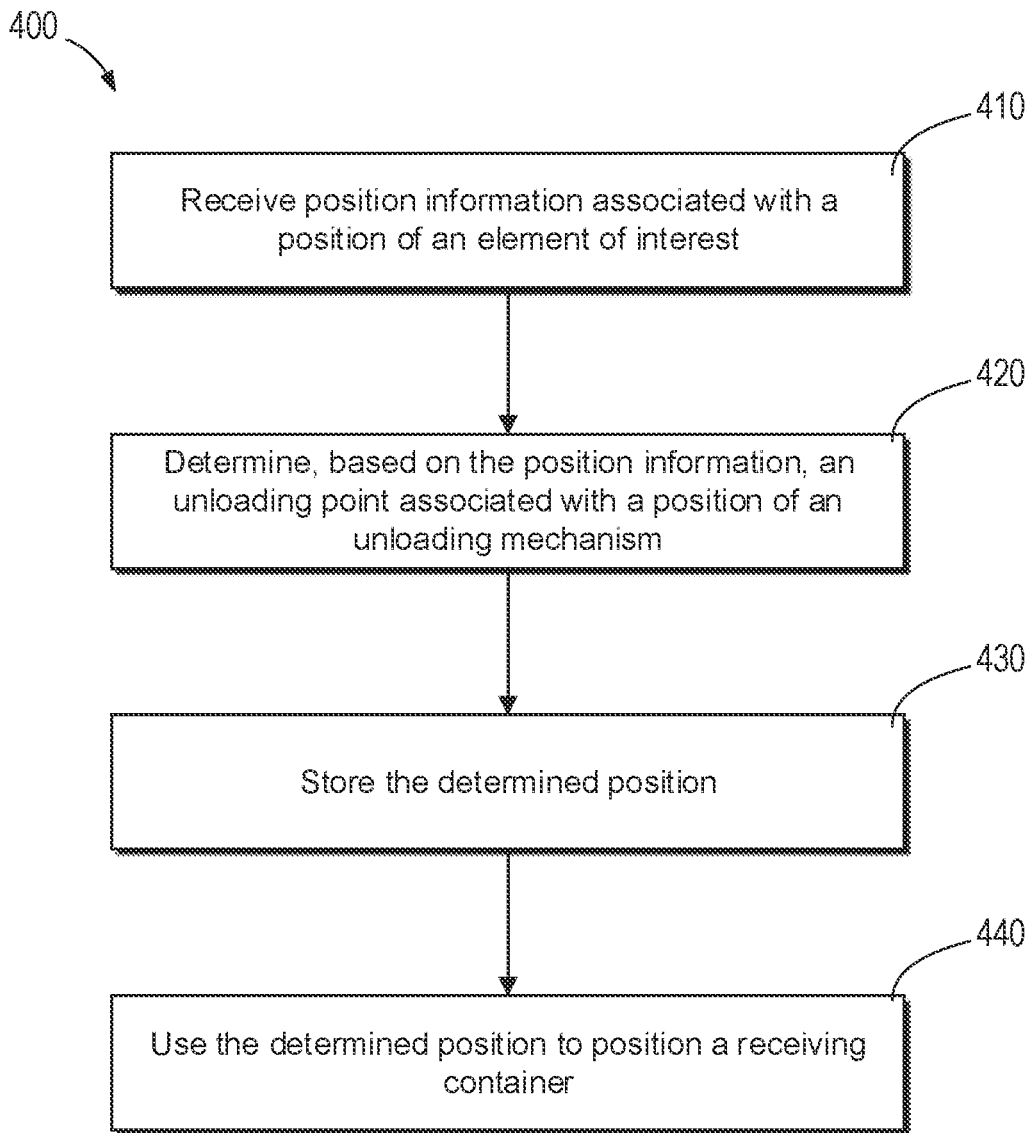 400
410
Receive position information associated with a
position of an element of interest
420
Determine, based on the position information, an
unloading point associated with a position of an
unloading mechanism
430
Store the determined position
440
Use the determined position to position a receiving
container